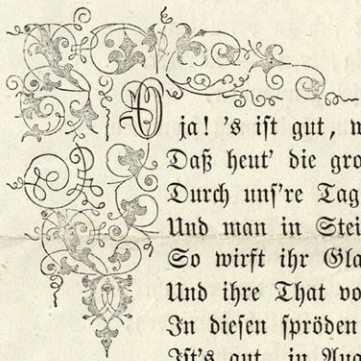 O ja! 's ist gut,
Daß heut' die
Durch uns're
Und man in
So wirft ihr
Und ihre That
In diesen spröden
Ist's gut, in